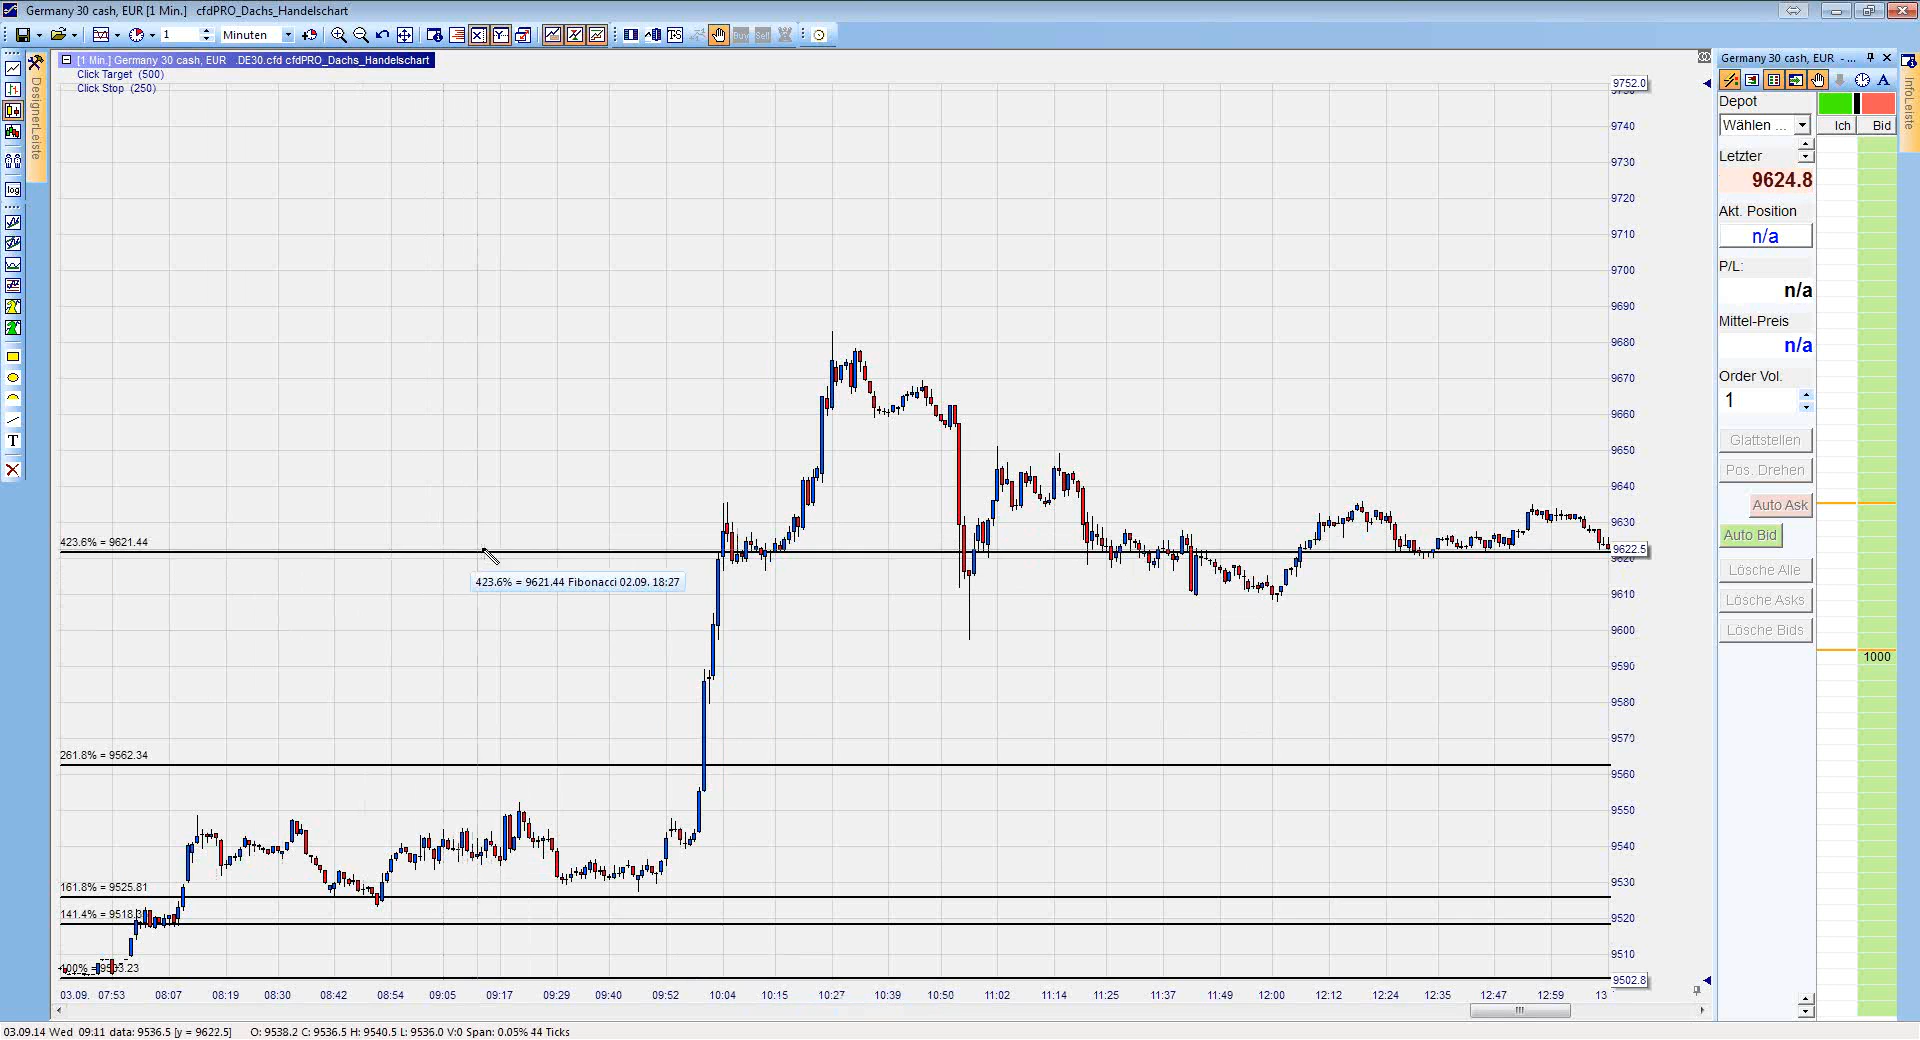 Germany 30 cash, EUR [1 Min.] cfdPRO_Dachs_Handelschart
1 Minuten
T-S Buy Sell
[1 Min.] Germany 30 cash, EUR .DE30.cfd cfdPRO_Dachs_Handelschart
Click Target (500)
Click Stop (250)
DesignerLeiste
log
T
9752.0
9740
9730
9720
9710
9700
9690
9680
9670
9660
9650
9640
9630
9622.5
9610
9600
9590
9580
9570
9560
9550
9540
9530
9520
9510
9502.8
423.6% = 9621.44
423.6% = 9621.44 Fibonacci 02.09. 18:27
261.8% = 9562.34
161.8% = 9525.81
141.4% = 9518.3
100% = 9503.23
03.09. 07:53 08:07 08:19 08:30 08:42 08:54 09:05 09:17 09:29 09:40 09:52 10:04 10:15 10:27 10:39 10:50 11:02 11:14 11:25 11:37 11:49 12:00 12:12 12:24 12:35 12:47 12:59 13
03.09.14 Wed 09:11 data: 9536.5 [y = 9622.5] O: 9538.2 C: 9536.5 H: 9540.5 L: 9536.0 V:0 Span: 0.05% 44 Ticks
Germany 30 cash, EUR - ...
A
Depot
Wählen ...
Ich Bid
Letzter
9624.8
Akt. Position
n/a
P/L:
n/a
Mittel-Preis
n/a
Order Vol.
1
Glattstellen
Pos. Drehen
Auto Ask
Auto Bid
Lösche Alle
Lösche Asks
Lösche Bids
1000
InfoLeiste